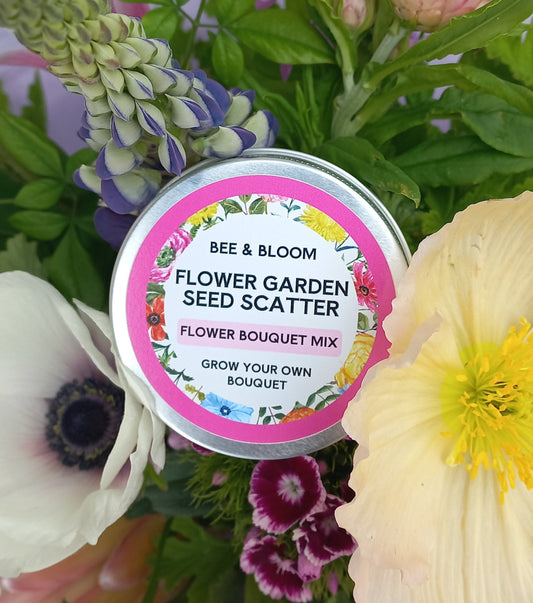 BEE & BLOOM
FLOWER GARDEN
SEED SCATTER
FLOWER BOUQUET MIX
GROW YOUR OWN
BOUQUET